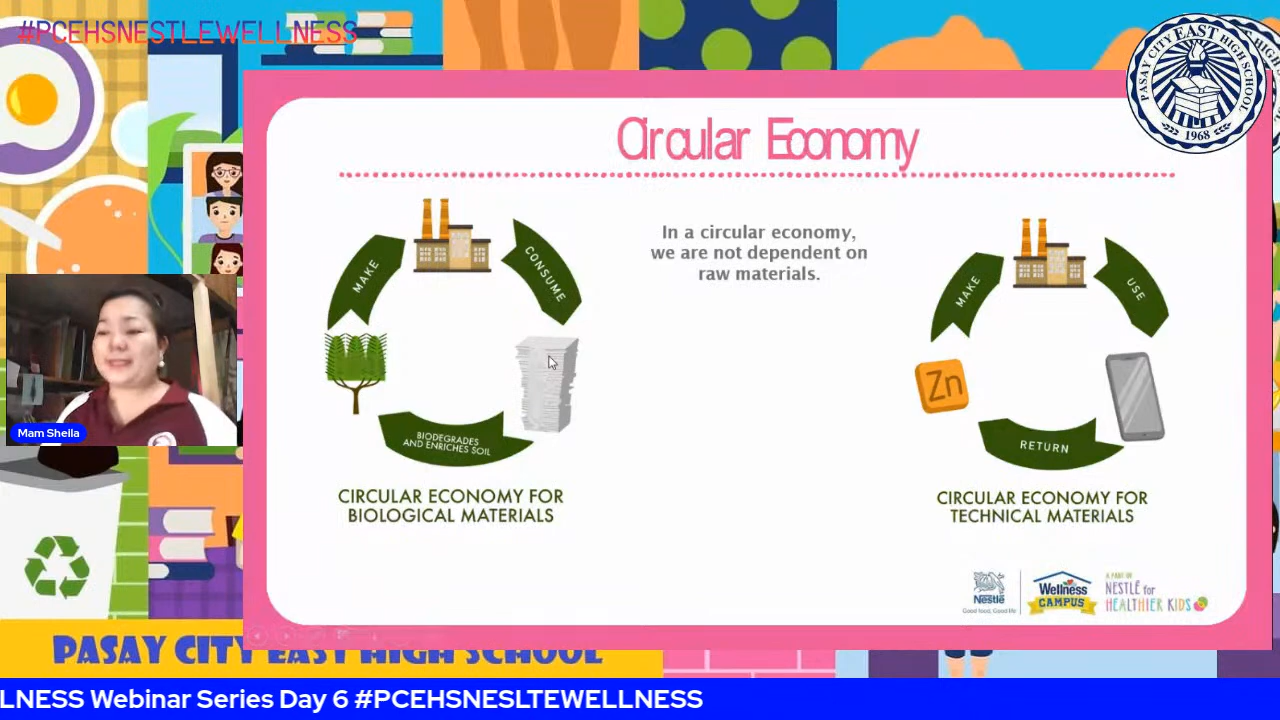 #PCEHSNESTLEWELLNESS
PASAY CITY EAST HIGH SCHOOL
1968
Circular Economy
In a circular economy,
we are not dependent on
raw materials.
MAKE
CONSUME
BIODEGRADES
AND ENRICHES SOIL
CIRCULAR ECONOMY FOR
BIOLOGICAL MATERIALS
MAKE
USE
Zn
RETURN
CIRCULAR ECONOMY FOR
TECHNICAL MATERIALS
Mam Sheila
Nestle
Good food, Good life
Wellness
CAMPUS
A PART OF
NESTLÉ for
HEALTHIER KIDS
PASAY CITY EAST HIGH SCHOOL
LNESS Webinar Series Day 6 #PCEHSNESLTEWELLNESS